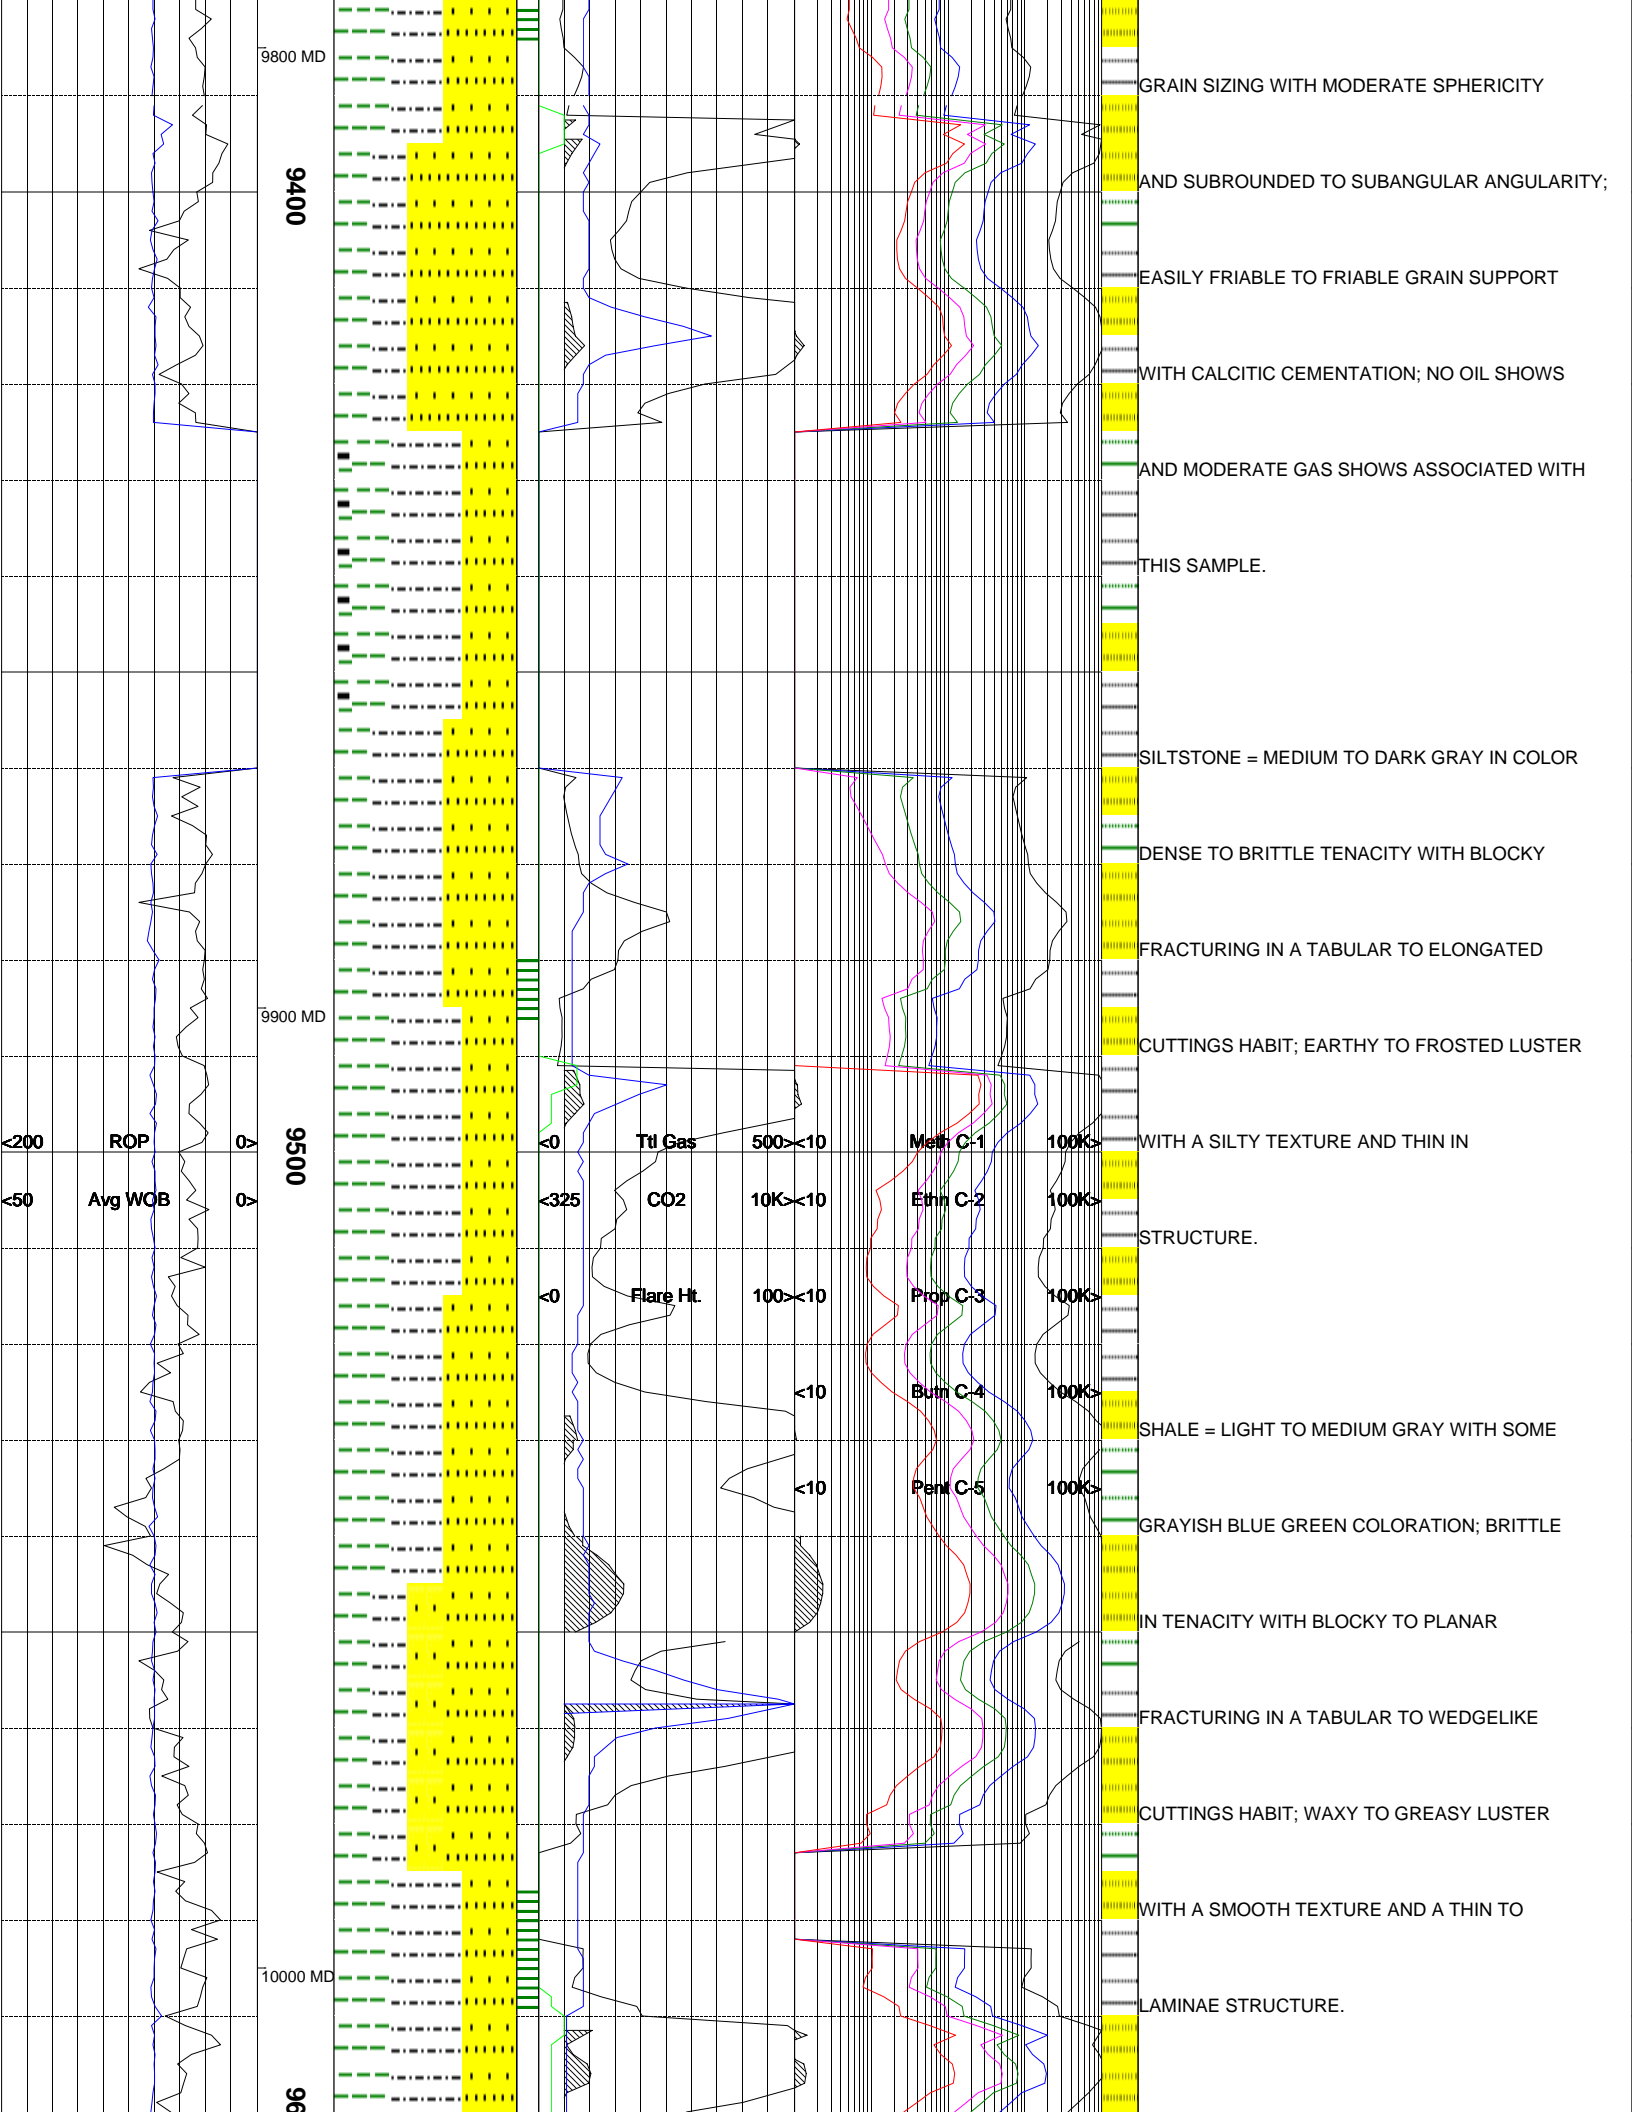 9800 MD
GRAIN SIZING WITH MODERATE SPHERICITY
9400
AND SUBROUNDED TO SUBANGULAR ANGULARITY;
EASILY FRIABLE TO FRIABLE GRAIN SUPPORT
WITH CALCITIC CEMENTATION; NO OIL SHOWS
AND MODERATE GAS SHOWS ASSOCIATED WITH
THIS SAMPLE.
SILTSTONE = MEDIUM TO DARK GRAY IN COLOR
DENSE TO BRITTLE TENACITY WITH BLOCKY
FRACTURING IN A TABULAR TO ELONGATED
9900 MD
CUTTINGS HABIT; EARTHY TO FROSTED LUSTER
9500
<200 ROP 0> <0 Ttl Gas 500> <10 Meth C-1 100K>
WITH A SILTY TEXTURE AND THIN IN
<50 Avg WOB 0> <325 CO2 10K> <10 Ethn C-2 100K>
STRUCTURE.
<0 Flare Ht. 100> <10 Prop C-3 100K>
<10 Butn C-4 100K>
SHALE = LIGHT TO MEDIUM GRAY WITH SOME
<10 Pent C-5 100K>
GRAYISH BLUE GREEN COLORATION; BRITTLE
IN TENACITY WITH BLOCKY TO PLANAR
FRACTURING IN A TABULAR TO WEDGELIKE
CUTTINGS HABIT; WAXY TO GREASY LUSTER
WITH A SMOOTH TEXTURE AND A THIN TO
10000 MD
LAMINAE STRUCTURE.